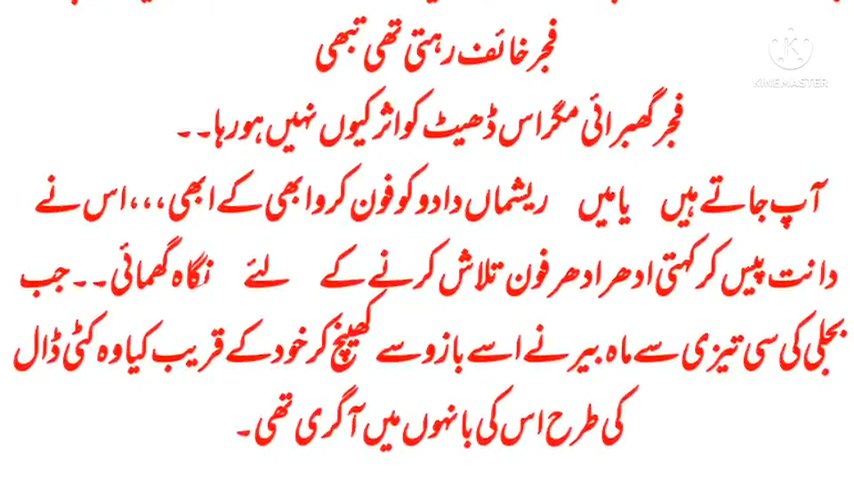 فجر خائف رہتی تھی تبھی
KINEMASTER
فجر گھبرائی مگر اس ڈھیٹ کو اثر کیوں نہیں ہو رہا۔۔
آپ جاتے ہیں یا میں ریشماں دادو کو فون کروا بھی کے ابھی،،،اس نے
دانت پیس کر کہتی ادھر ادھر فون تلاش کرنے کے لئے نگاہ گھمائی۔۔جب
بجلی کی سی تیزی سے ماہ بیر نے اسے بازو سے کھینچ کر خود کے قریب کیا وہ کٹی ڈال
کی طرح اس کی بانہوں میں آ گری تھی۔